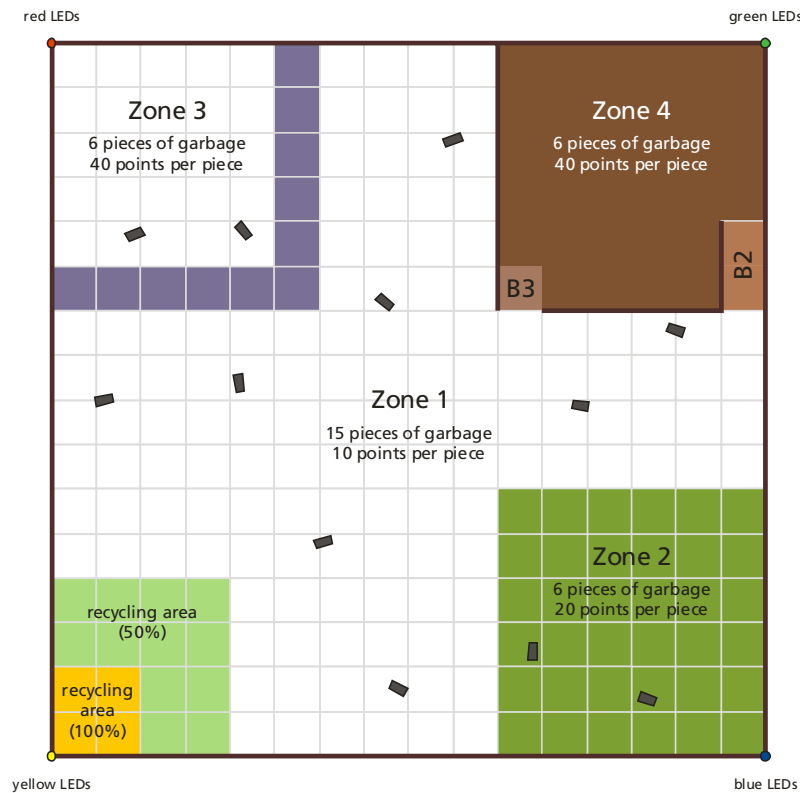 red LEDs
green LEDs
Zone 3
6 pieces of garbage
40 points per piece
Zone 4
6 pieces of garbage
40 points per piece
B2
B3
Zone 1
15 pieces of garbage
10 points per piece
Zone 2
6 pieces of garbage
20 points per piece
recycling area
(50%)
recycling
area
(100%)
yellow LEDs
blue LEDs